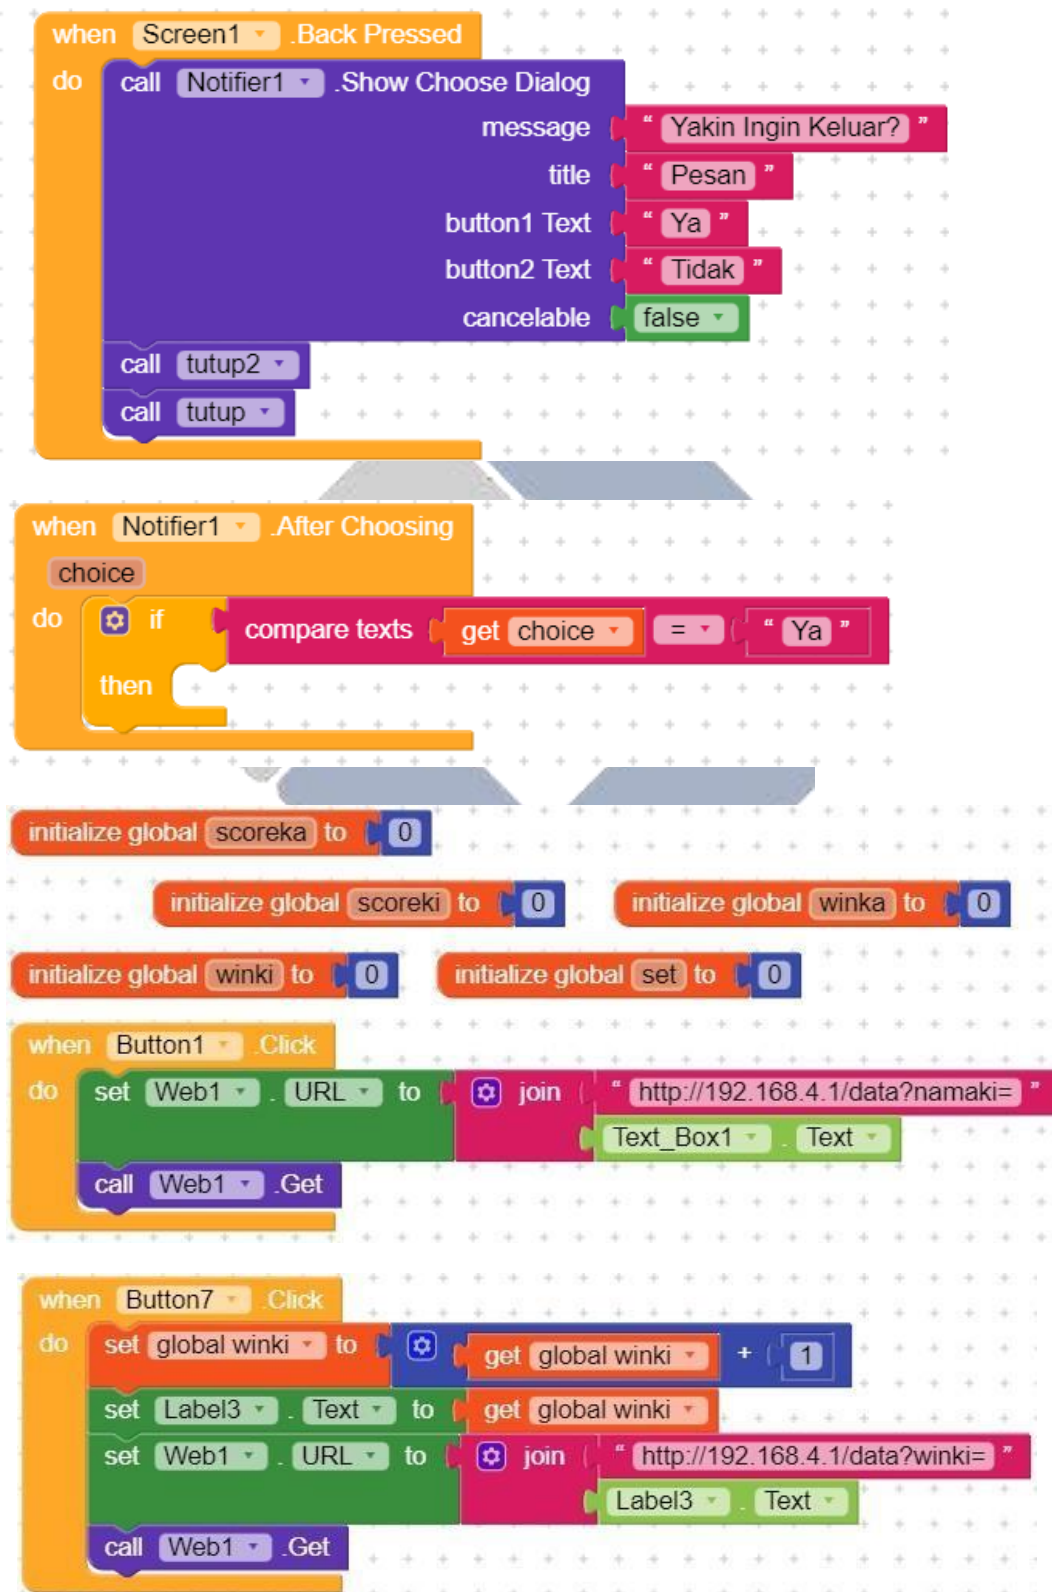 when Screen1 .Back Pressed
do call Notifier1 .Show Choose Dialog
message " Yakin Ingin Keluar? "
title " Pesan "
button1 Text " Ya "
button2 Text " Tidak "
cancelable false
call tutup2
call tutup
when Notifier1 .After Choosing
choice
do if compare texts get choice = " Ya "
then
initialize global scoreka to 0
initialize global scoreki to 0 initialize global winka to 0
initialize global winki to 0 initialize global set to 0
when Button1 .Click
do set Web1 . URL to join " http://192.168.4.1/data?namaki= "
Text_Box1 . Text
call Web1 .Get
when Button7 .Click
do set global winki to get global winki + 1
set Label3 . Text to get global winki
set Web1 . URL to join " http://192.168.4.1/data?winki= "
Label3 . Text
call Web1 .Get